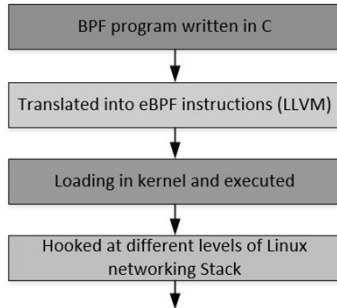 BPF program written in C
Translated into eBPF instructions (LLVM)
Loading in kernel and executed
Hooked at different levels of Linux
networking Stack